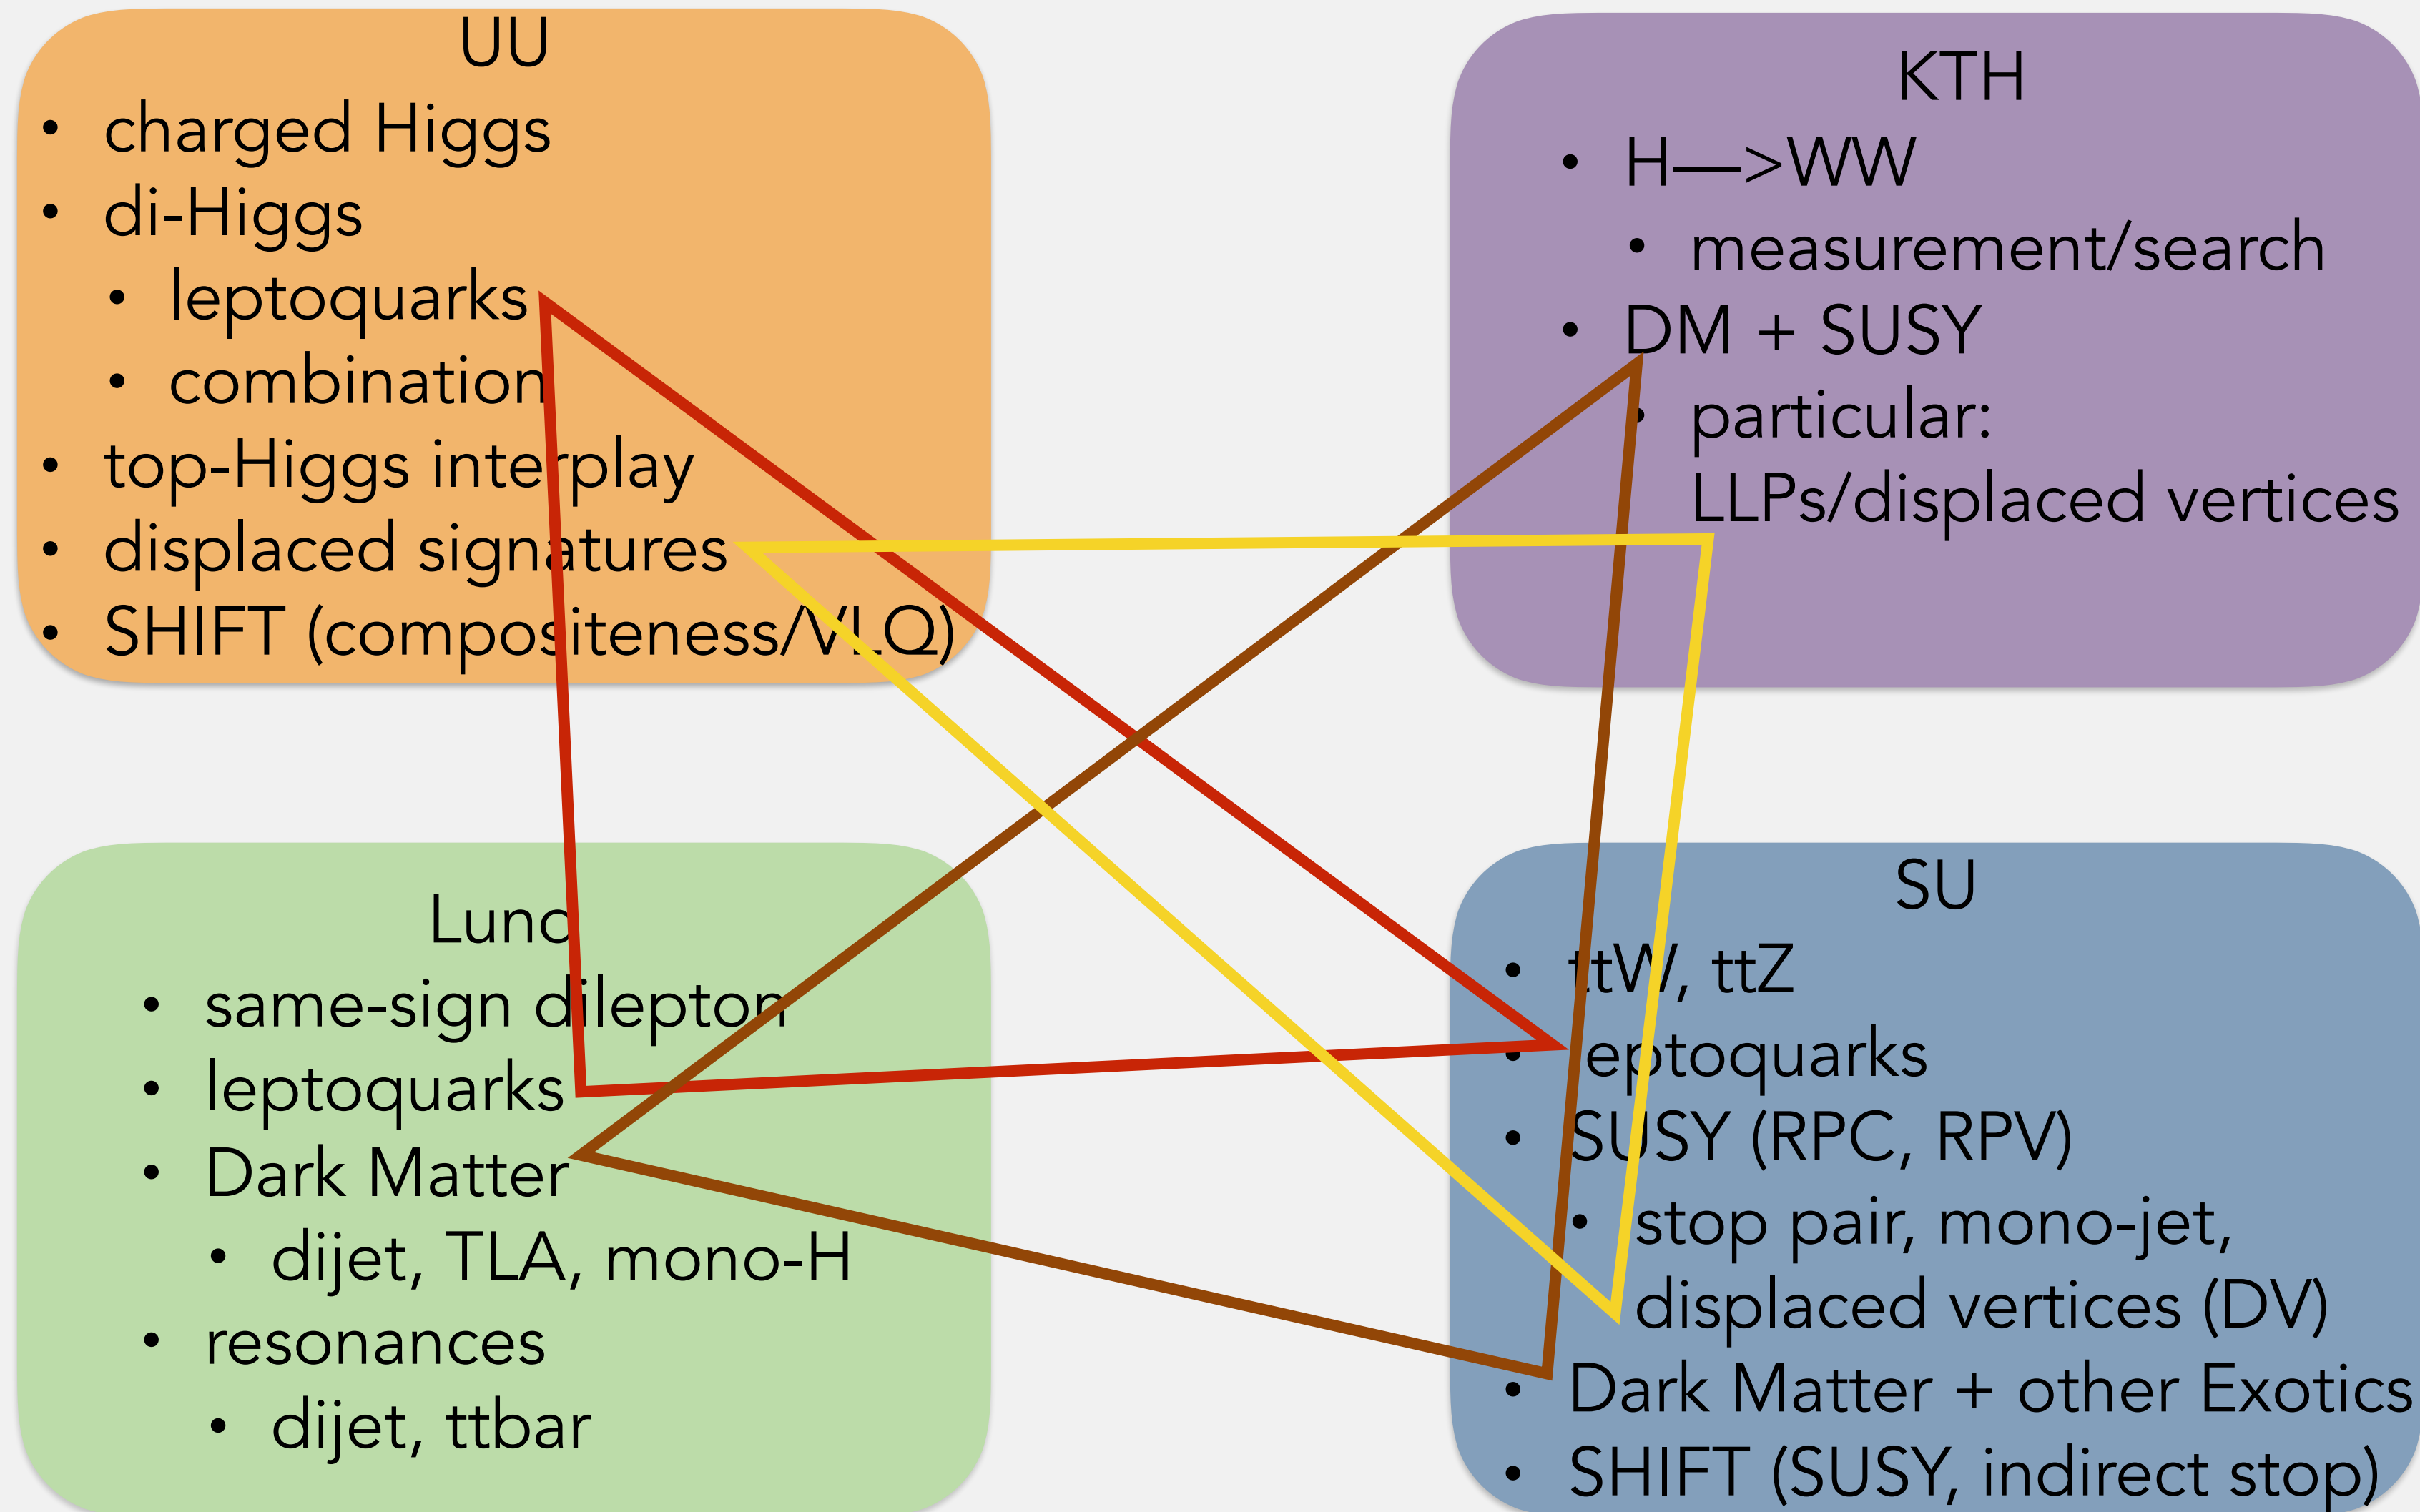 UU
• charged Higgs
• di-Higgs
• leptoquarks
• combination
• top-Higgs interplay
• displaced signatures
• SHIFT (compositeness/VLQ)
KTH
• H—>WW
• measurement/search
• DM + SUSY
• particular:
LLPs/displaced vertices
Lund
• same-sign dilepton
• leptoquarks
• Dark Matter
• dijet, TLA, mono-H
• resonances
• dijet, ttbar
SU
• ttW, ttZ
• leptoquarks
• SUSY (RPC, RPV)
• stop pair, mono-jet,
displaced vertices (DV)
• Dark Matter + other Exotics
• SHIFT (SUSY, indirect stop)